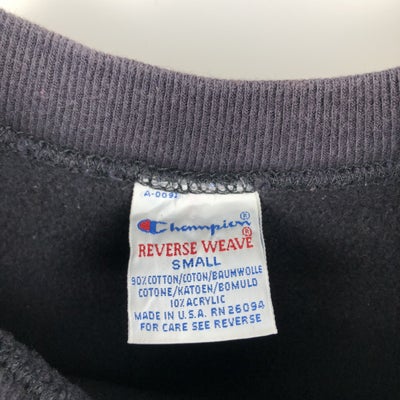 A-0091
Champion®
REVERSE WEAVE®
SMALL
90% COTTON/COTON/BAUMWOLLE
COTONE/KATOEN/BOMULD
10% ACRYLIC
MADE IN U.S.A. RN 26094
FOR CARE SEE REVERSE